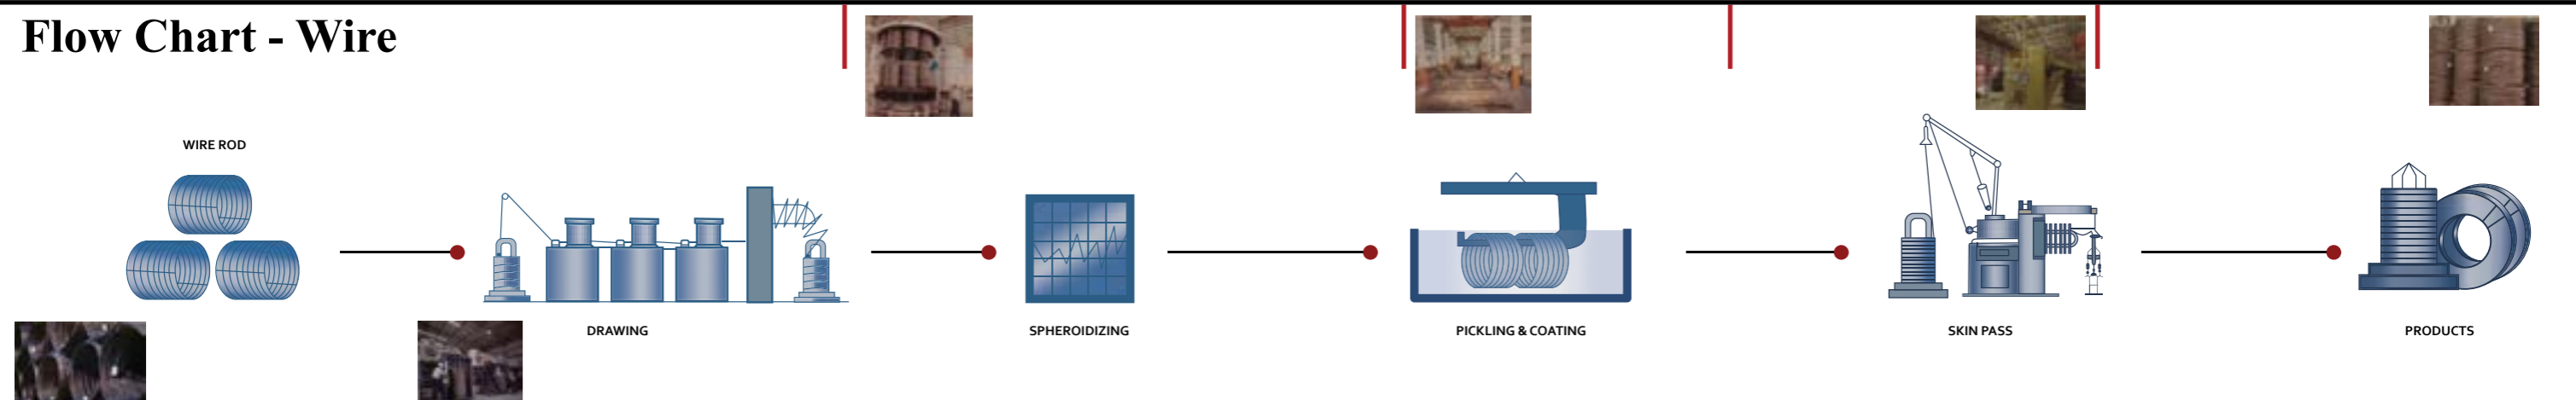 Flow Chart - Wire
WIRE ROD
DRAWING
SPHEROIDIZING
PICKLING & COATING
SKIN PASS
PRODUCTS